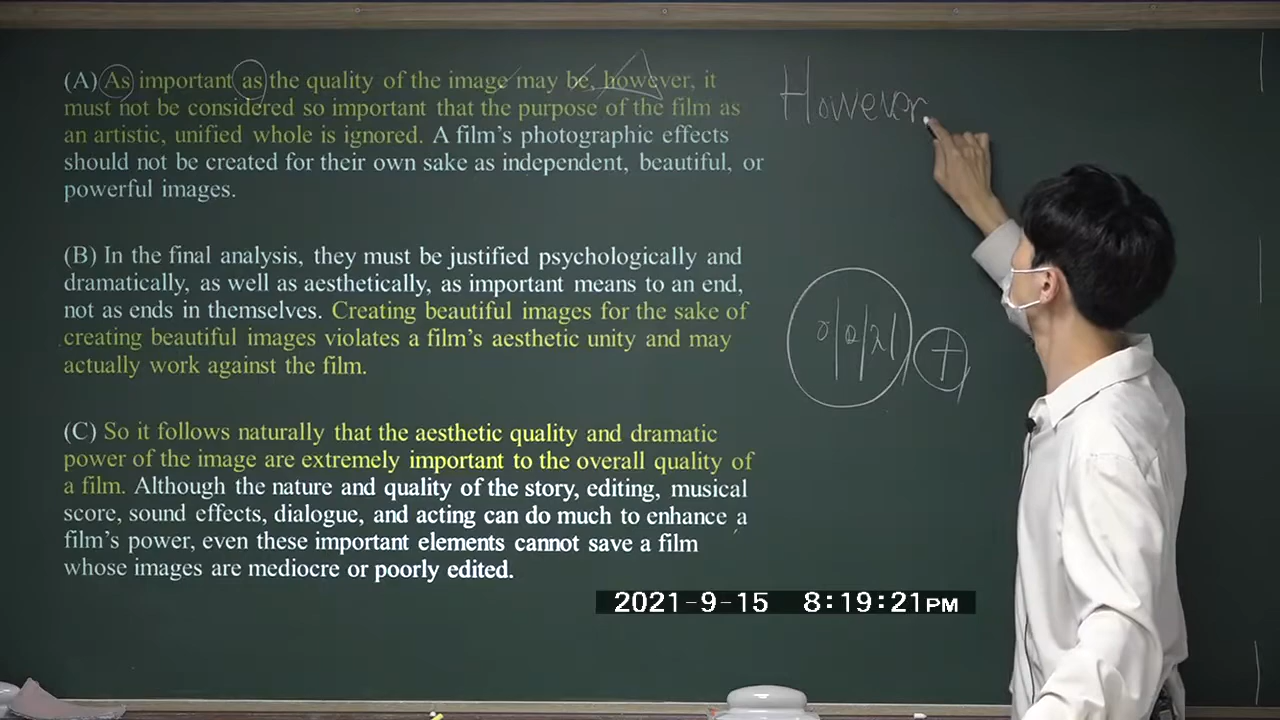 (A) As important as the quality of the image may be, however, it
must not be considered so important that the purpose of the film as
an artistic, unified whole is ignored. A film's photographic effects
should not be created for their own sake as independent, beautiful, or
powerful images.
(B) In the final analysis, they must be justified psychologically and
dramatically, as well as aesthetically, as important means to an end,
not as ends in themselves. Creating beautiful images for the sake of
creating beautiful images violates a film's aesthetic unity and may
actually work against the film.
(C) So it follows naturally that the aesthetic quality and dramatic
power of the image are extremely important to the overall quality of
a film. Although the nature and quality of the story, editing, musical
score, sound effects, dialogue, and acting can do much to enhance a
film's power, even these important elements cannot save a film
whose images are mediocre or poorly edited.
However
이미지 +
2021-9-15 8:19:21PM